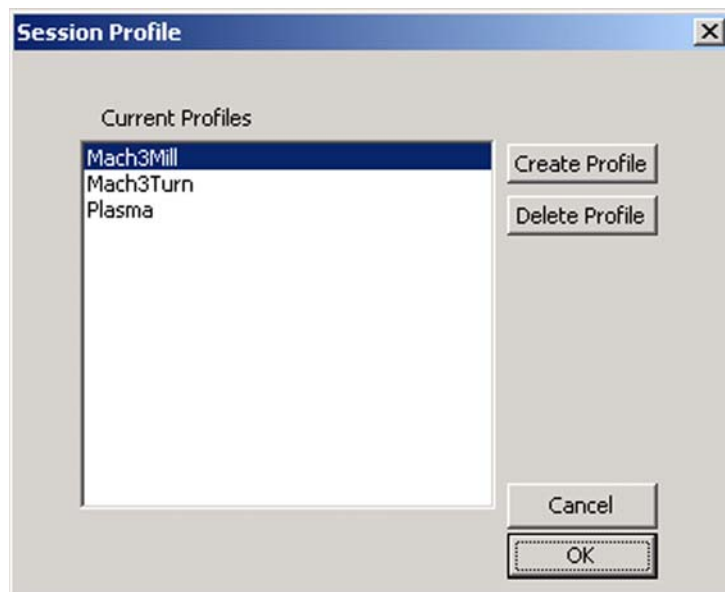 Session Profile
Current Profiles
Mach3Mill
Mach3Turn
Plasma
Create Profile
Delete Profile
Cancel
OK